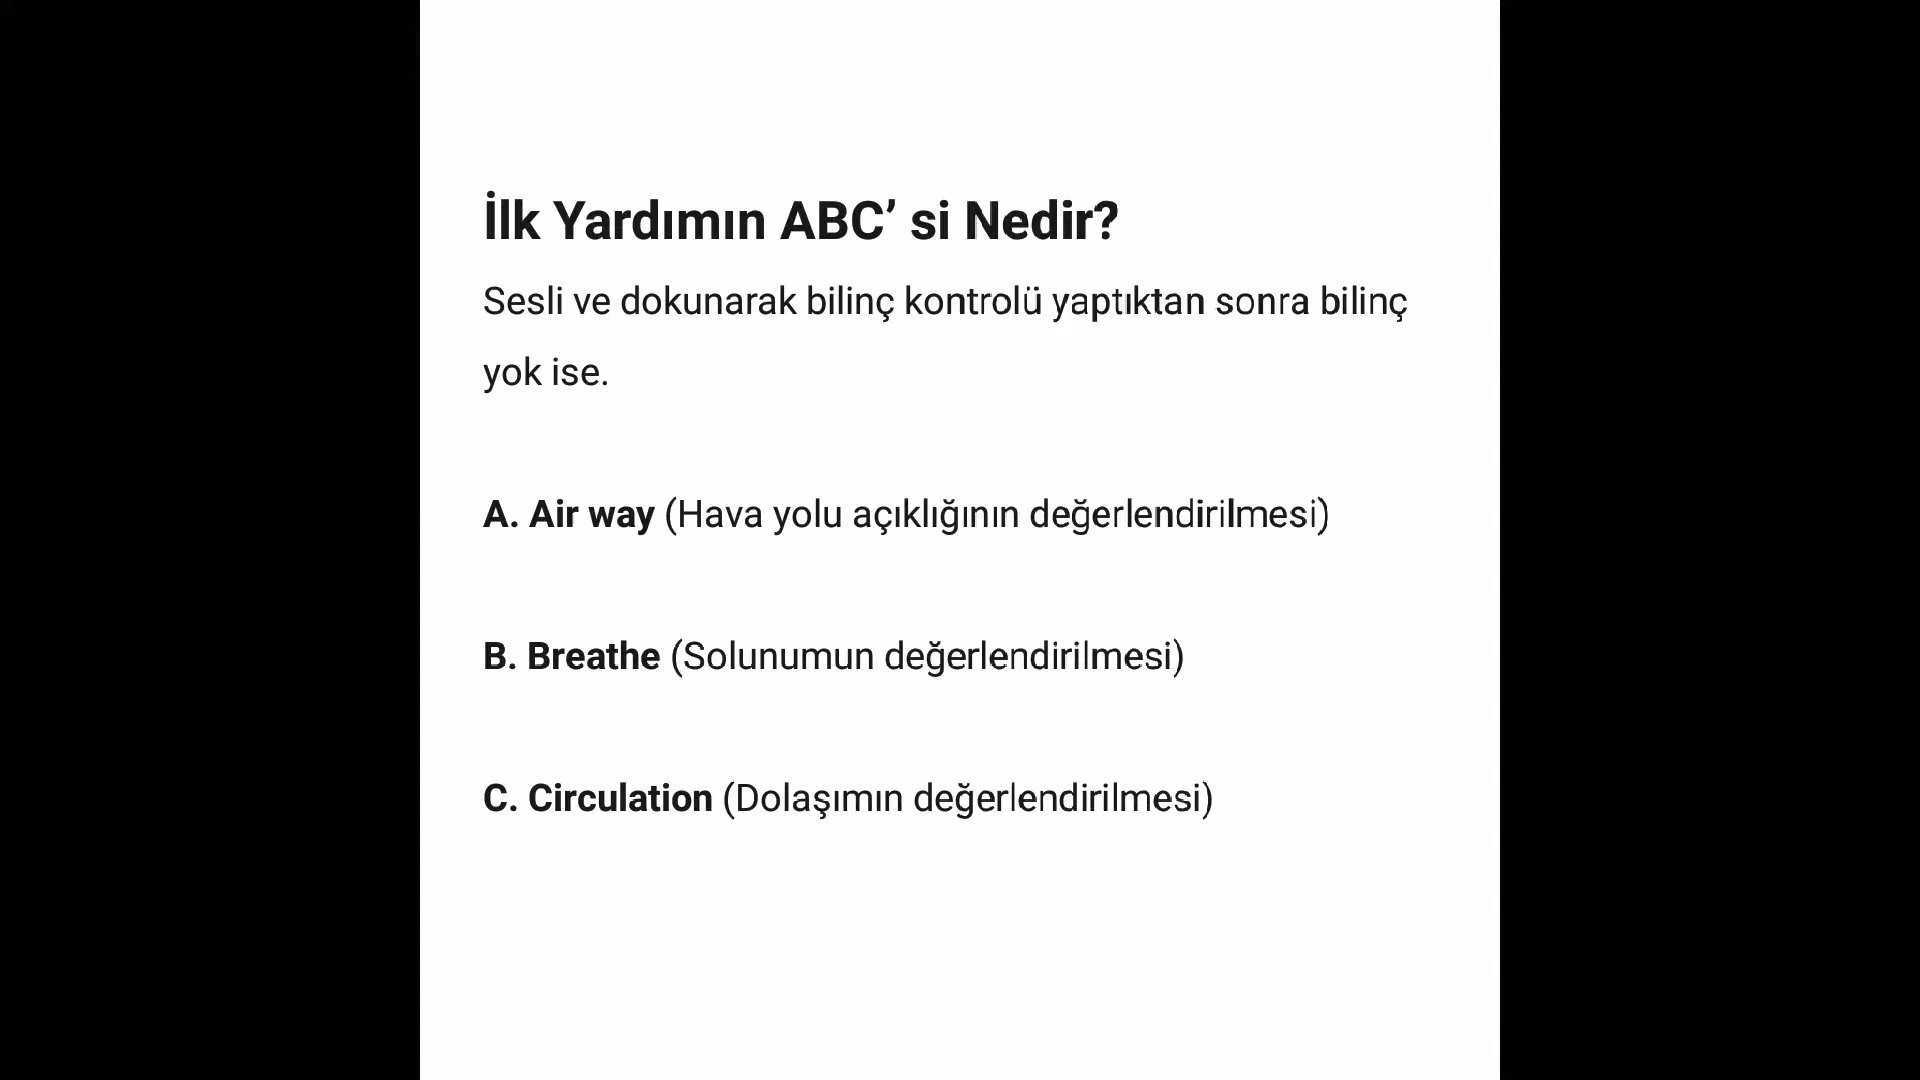 İlk Yardımın ABC’ si Nedir?
Sesli ve dokunarak bilinç kontrolü yaptıktan sonra bilinç
yok ise.
A. Air way (Hava yolu açıklığının değerlendirilmesi)
B. Breathe (Solunumun değerlendirilmesi)
C. Circulation (Dolaşımın değerlendirilmesi)